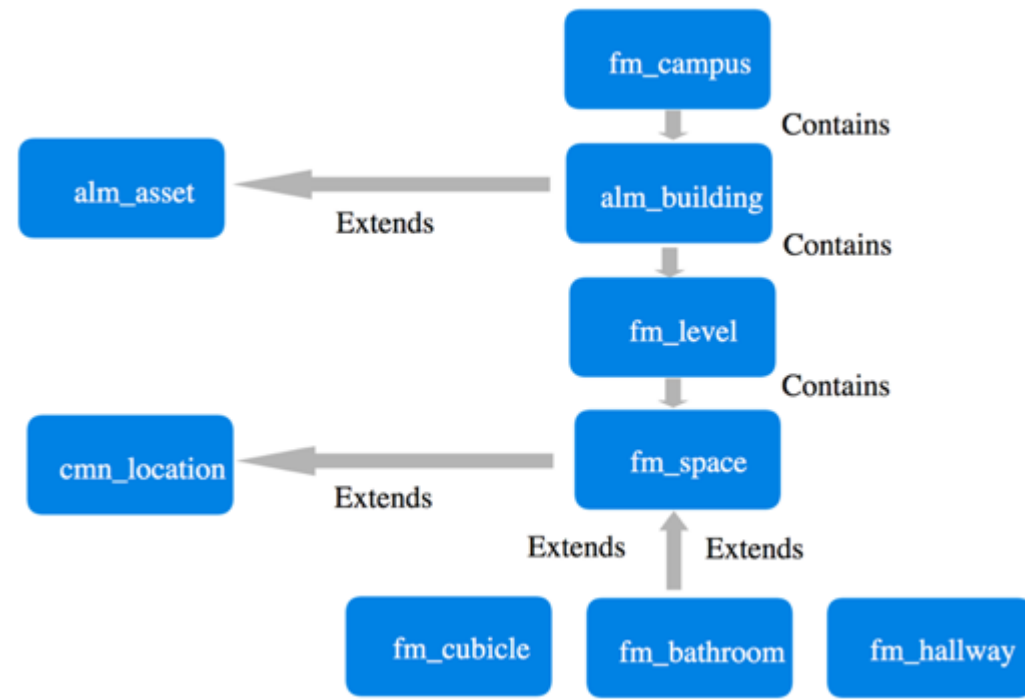 fm_campus
Contains
alm_asset
alm_building
Extends
Contains
fm_level
Contains
cmn_location
fm_space
Extends
Extends
Extends
fm_cubicle
fm_bathroom
fm_hallway